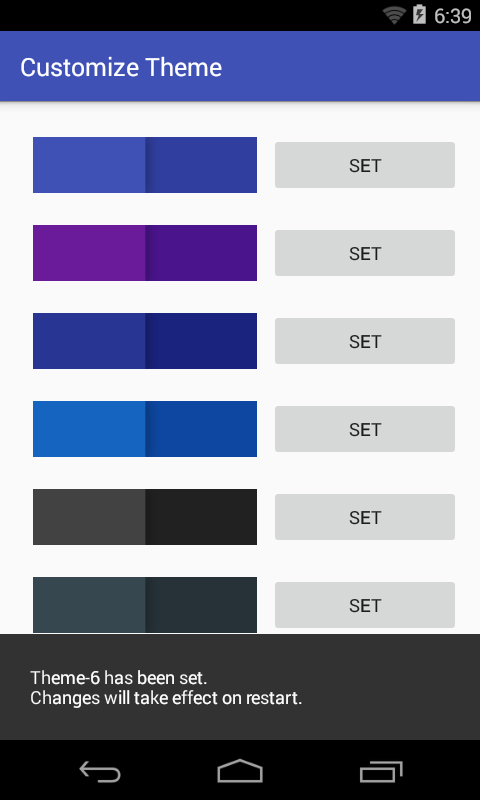 6:39
Customize Theme
SET
SET
SET
SET
SET
SET
Theme-6 has been set.
Changes will take effect on restart.